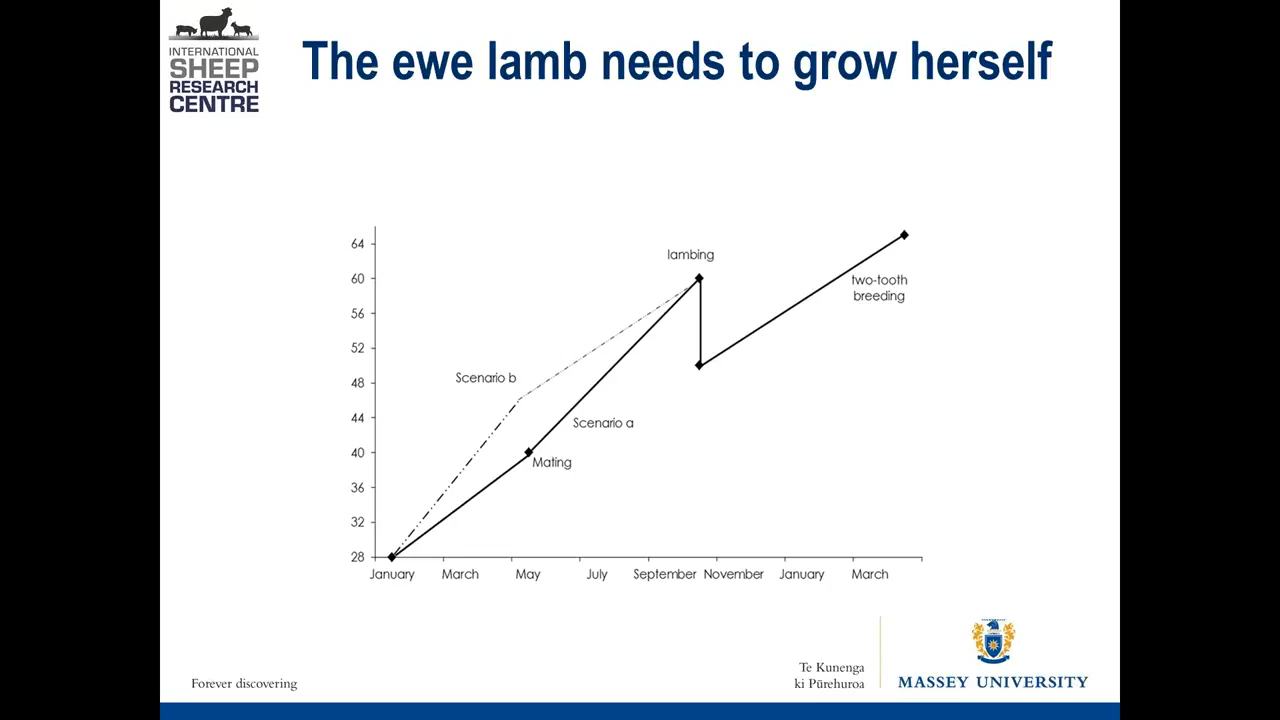 INTERNATIONAL
SHEEP
RESEARCH
CENTRE
The ewe lamb needs to grow herself
64
60
56
52
48
44
40
36
32
28
lambing
two-tooth
breeding
Scenario b
Scenario a
Mating
January March May July September November January March
Forever discovering
Te Kunenga
ki Pūrehuroa
MASSEY UNIVERSITY